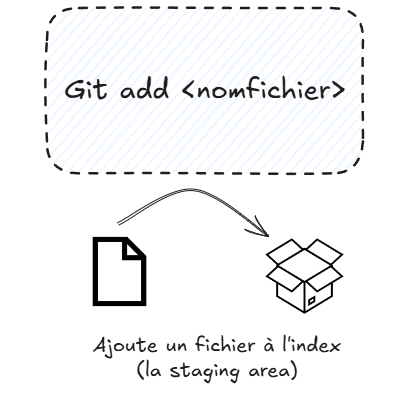 Git add <nomfichier>
Ajoute un fichier à l'index
(la staging area)